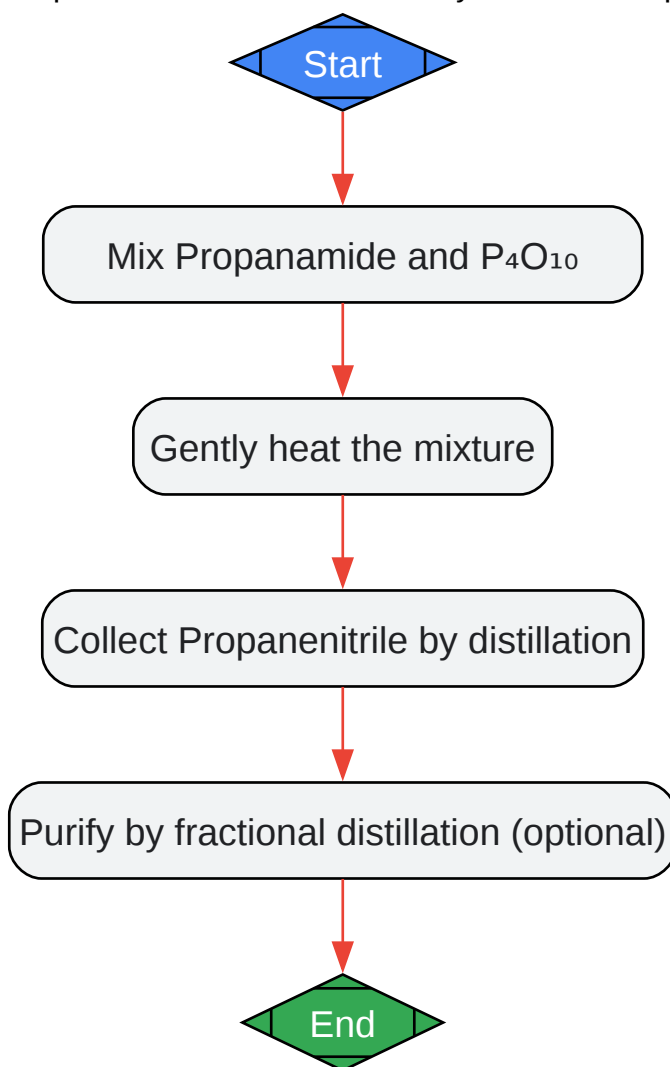 Start
Mix Propanamide and P₄O₁₀
Gently heat the mixture
Collect Propanenitrile by distillation
Purify by fractional distillation (optional)
End